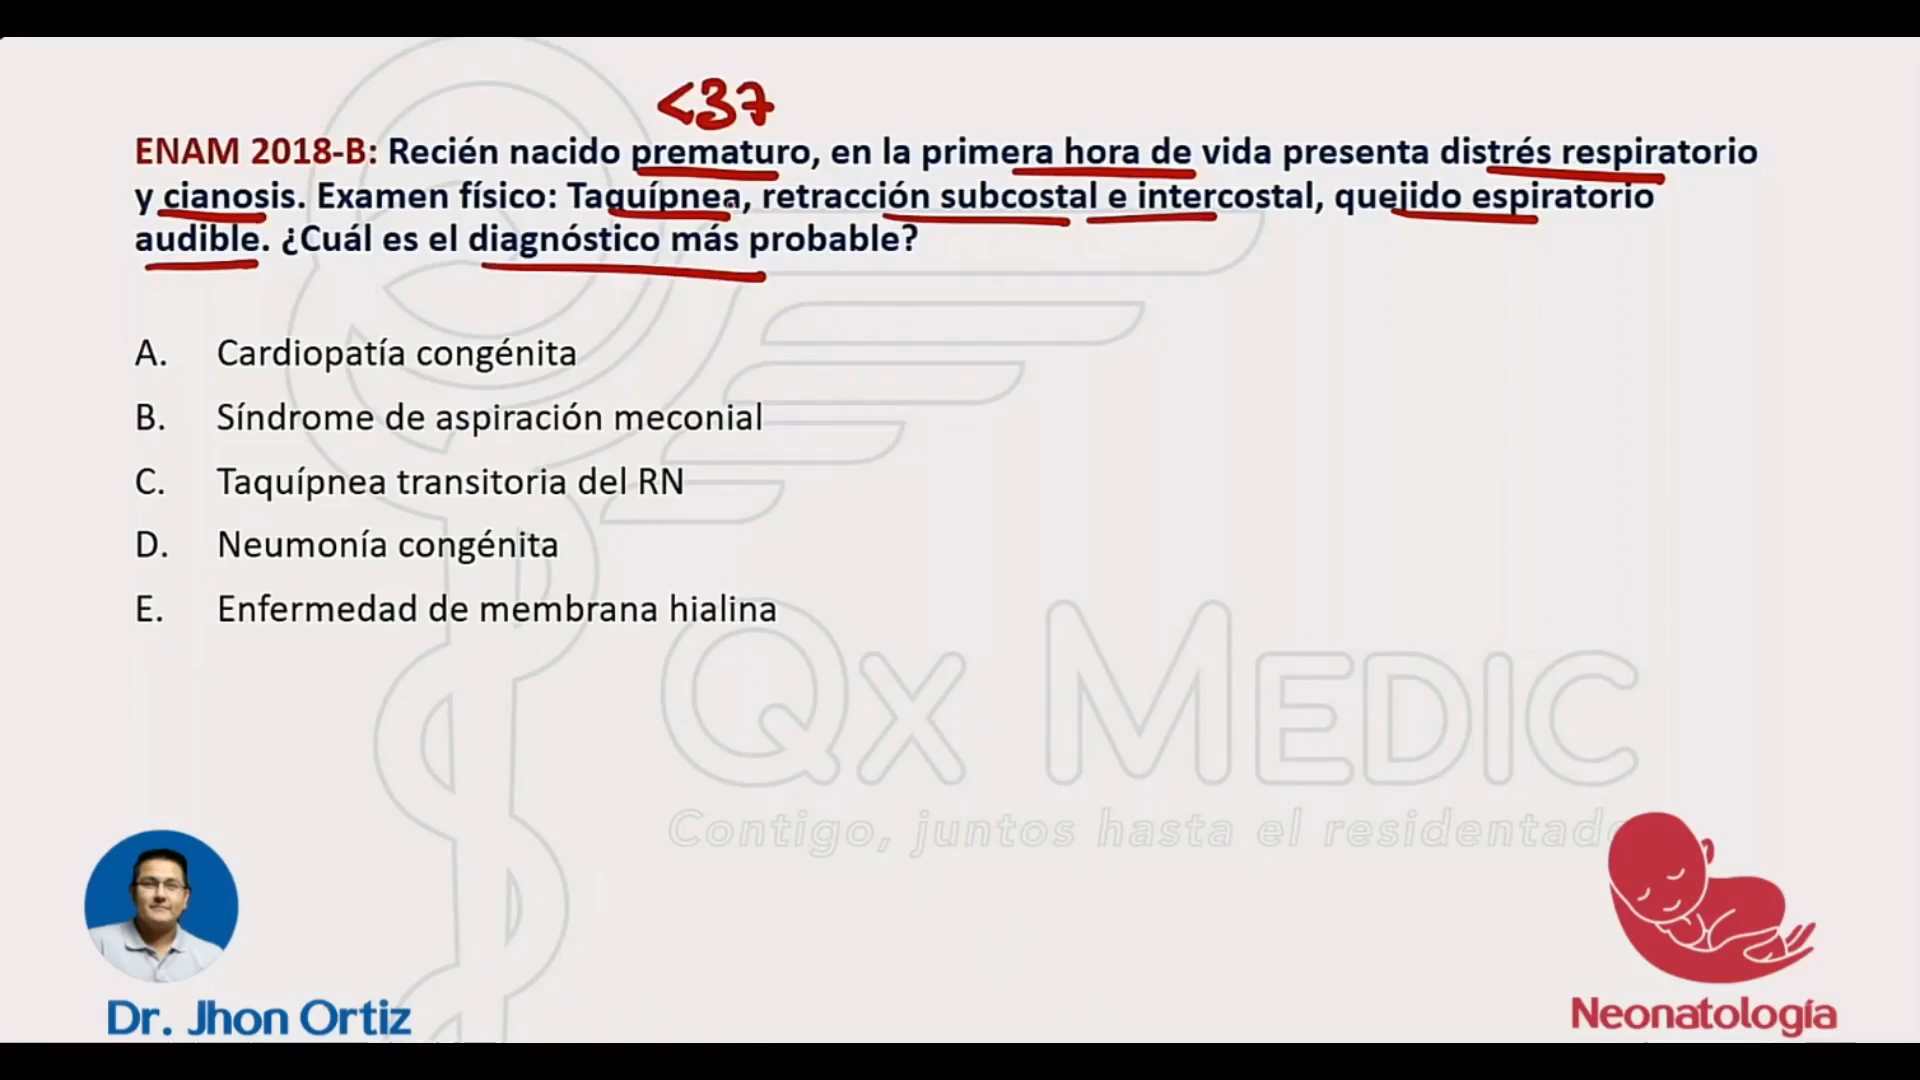 <37
ENAM 2018-B: Recién nacido prematuro, en la primera hora de vida presenta distrés respiratorio
y cianosis. Examen físico: Taquípnea, retracción subcostal e intercostal, quejido espiratorio
audible. ¿Cuál es el diagnóstico más probable?
A. Cardiopatía congénita
B. Síndrome de aspiración meconial
C. Taquípnea transitoria del RN
D. Neumonía congénita
E. Enfermedad de membrana hialina
Qx MEDIC
Contigo, juntos hasta el residentado
Dr. Jhon Ortiz
Neonatología